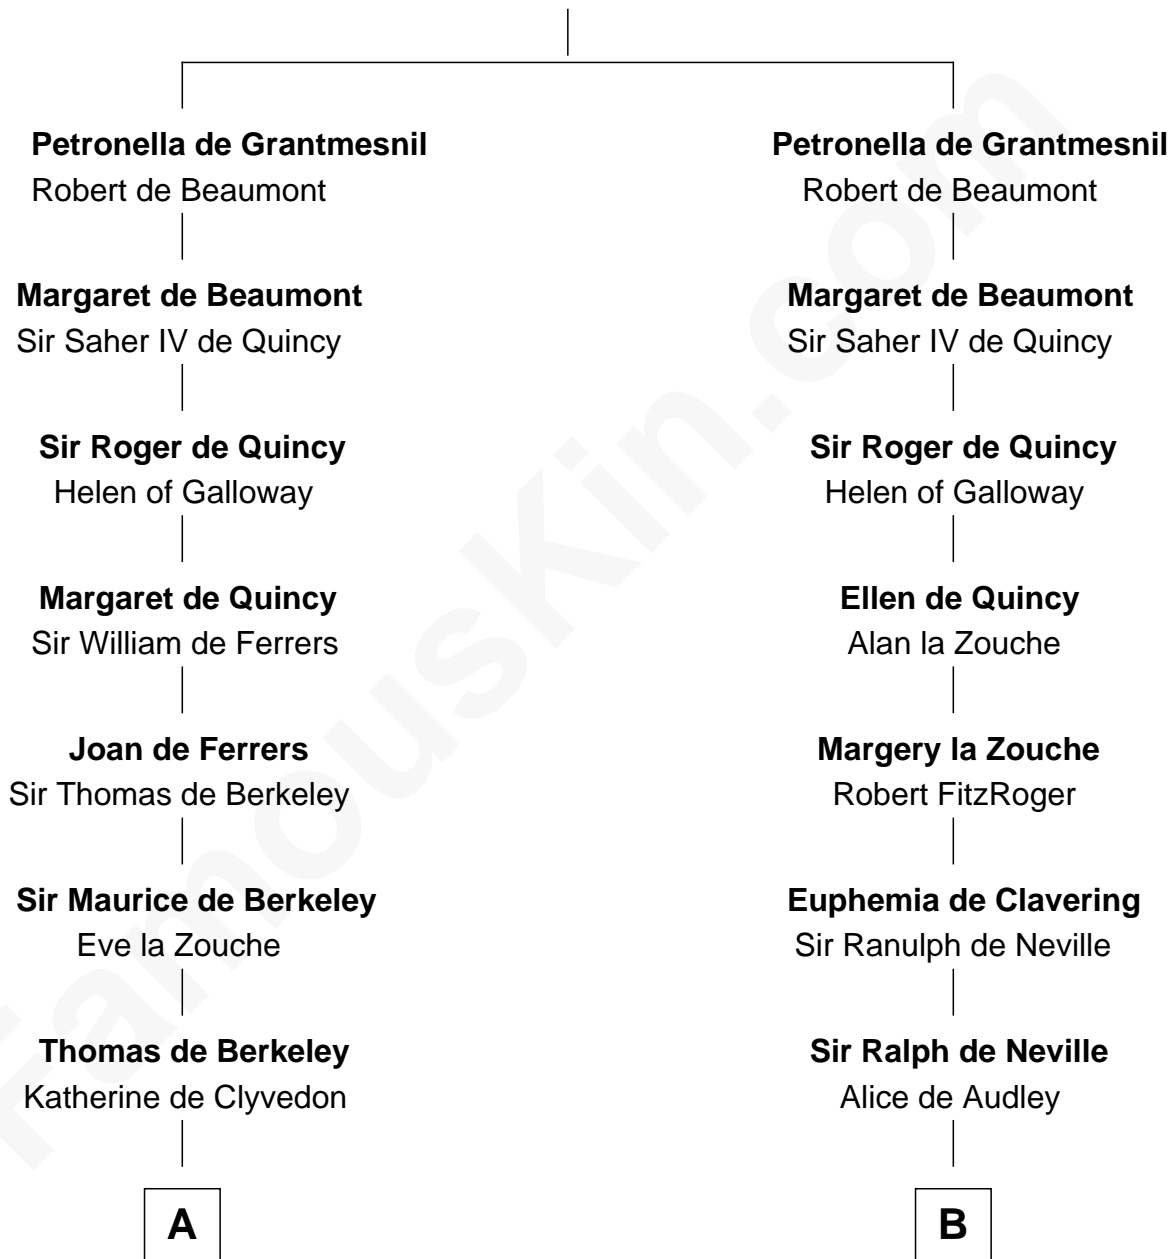 Petronella de Grantmesnil
Robert de Beaumont
Margaret de Beaumont
Sir Saher IV de Quincy
Sir Roger de Quincy
Helen of Galloway
Margaret de Quincy
Sir William de Ferrers
Joan de Ferrers
Sir Thomas de Berkeley
Sir Maurice de Berkeley
Eve la Zouche
Thomas de Berkeley
Katherine de Clyvedon
A
Petronella de Grantmesnil
Robert de Beaumont
Margaret de Beaumont
Sir Saher IV de Quincy
Sir Roger de Quincy
Helen of Galloway
Ellen de Quincy
Alan la Zouche
Margery la Zouche
Robert FitzRoger
Euphemia de Clavering
Sir Ranulph de Neville
Sir Ralph de Neville
Alice de Audley
B
FamousKin.com